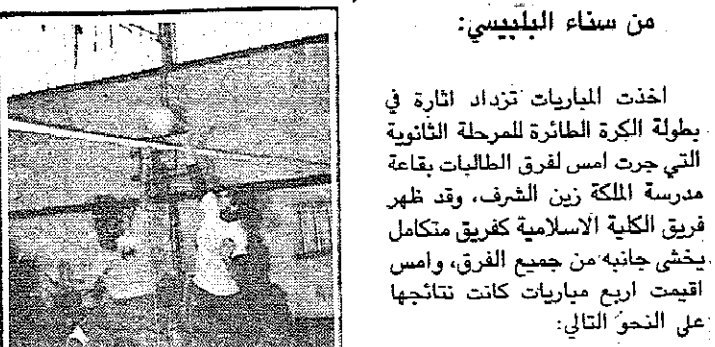 من سناء البلبيسي:
اخذت المباريات تزداد اثارة في
بطولة الكرة الطائرة للمرحلة الثانوية
التي جرت امس لفرق الطالبات بقاعة
مدرسة الملكة زين الشرف، وقد ظهر
فريق الكلية الاسلامية كفريق متكامل
يخشى جانبه من جميع الفرق، وامس
اقيمت اربع مباريات كانت نتائجها
على النحو التالي: